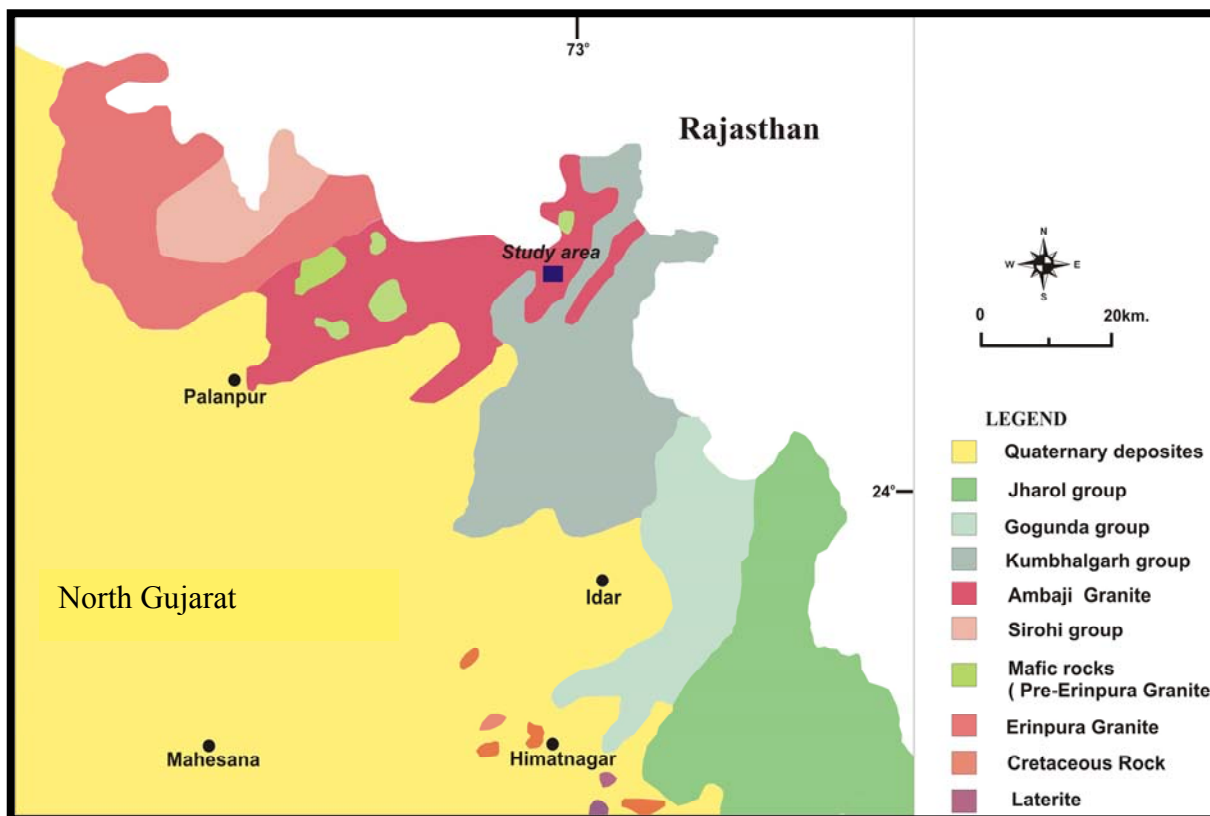 73°
Rajasthan
Study area
N
W E
S
0 20km.
Palanpur
24°
North Gujarat
Idar
Mahesana
Himatnagar
LEGEND
Quaternary deposites
Jharol group
Gogunda group
Kumbhalgarh group
Ambaji Granite
Sirohi group
Mafic rocks
( Pre-Erinpura Granite
Erinpura Granite
Cretaceous Rock
Laterite